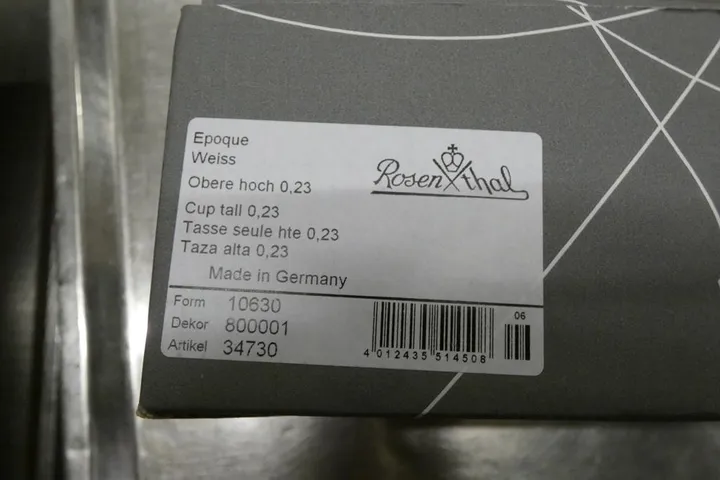 Epoque
Weiss
Obere hoch 0,23
Cup tall 0,23
Tasse seule hte 0,23
Taza alta 0,23
Made in Germany
Rosenthal
Form 10630
Dekor 800001
Artikel 34730
4 012435 514508
06